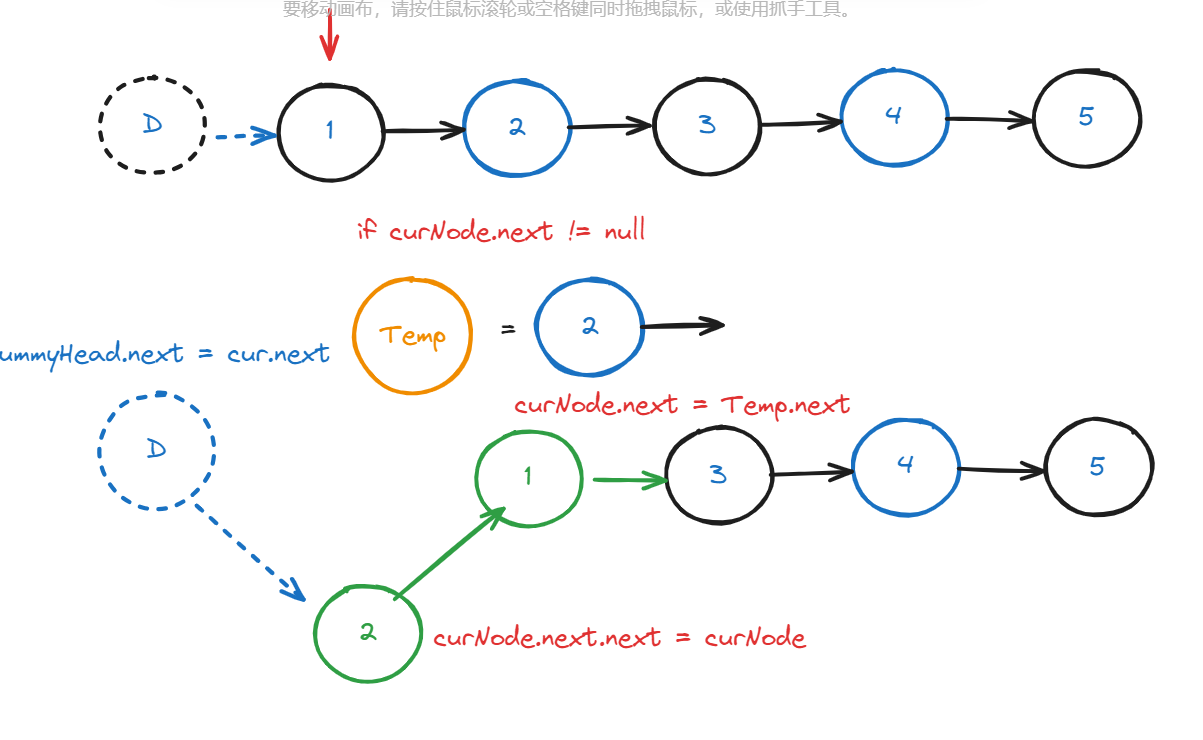 要移动画布，请按住鼠标滚轮或空格键同时拖拽鼠标，或使用抓手工具。
D 1 2 3 4 5
if curNode.next != null
Temp = 2
ummyHead.next = cur.next
curNode.next = Temp.next
D 1 3 4 5
2 curNode.next.next = curNode